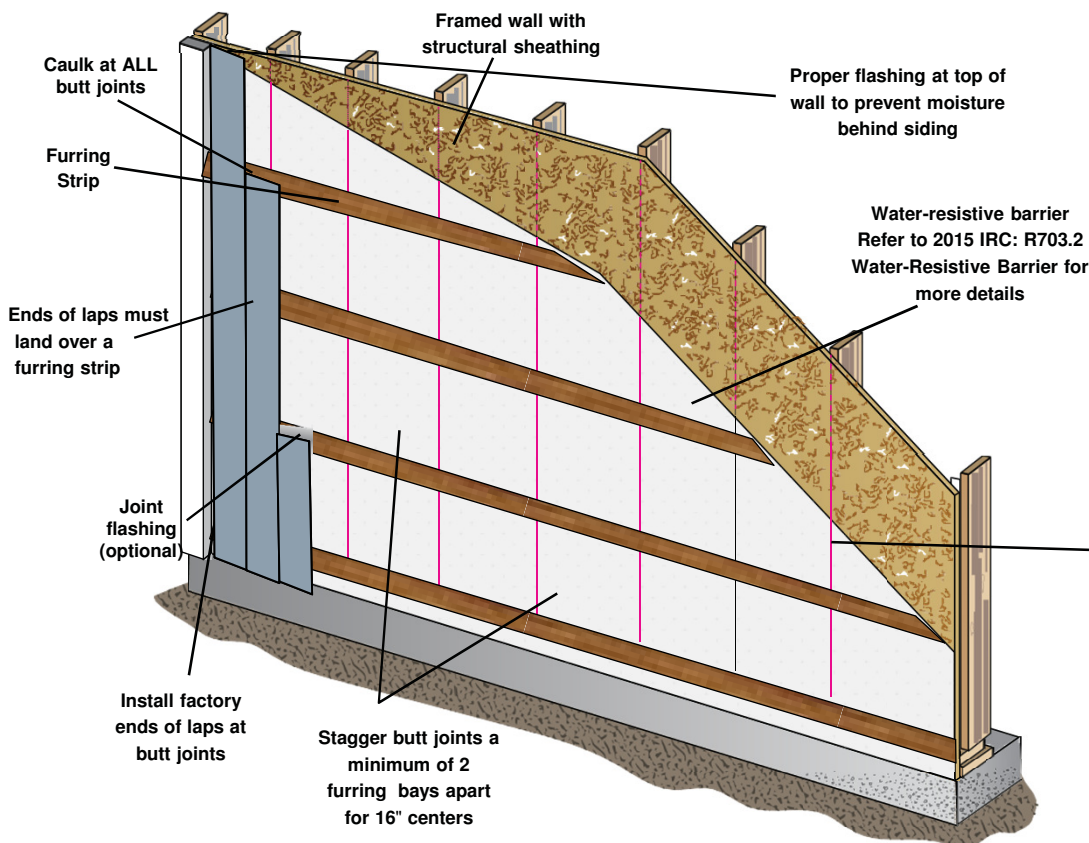 Framed wall with
structural sheathing
Caulk at ALL
butt joints
Proper flashing at top of
wall to prevent moisture
behind siding
Furring
Strip
Water-resistive barrier
Refer to 2015 IRC: R703.2
Water-Resistive Barrier for
more details
Ends of laps must
land over a
furring strip
Joint
flashing
(optional)
Install factory
ends of laps at
butt joints
Stagger butt joints a
minimum of 2
furring bays apart
for 16" centers